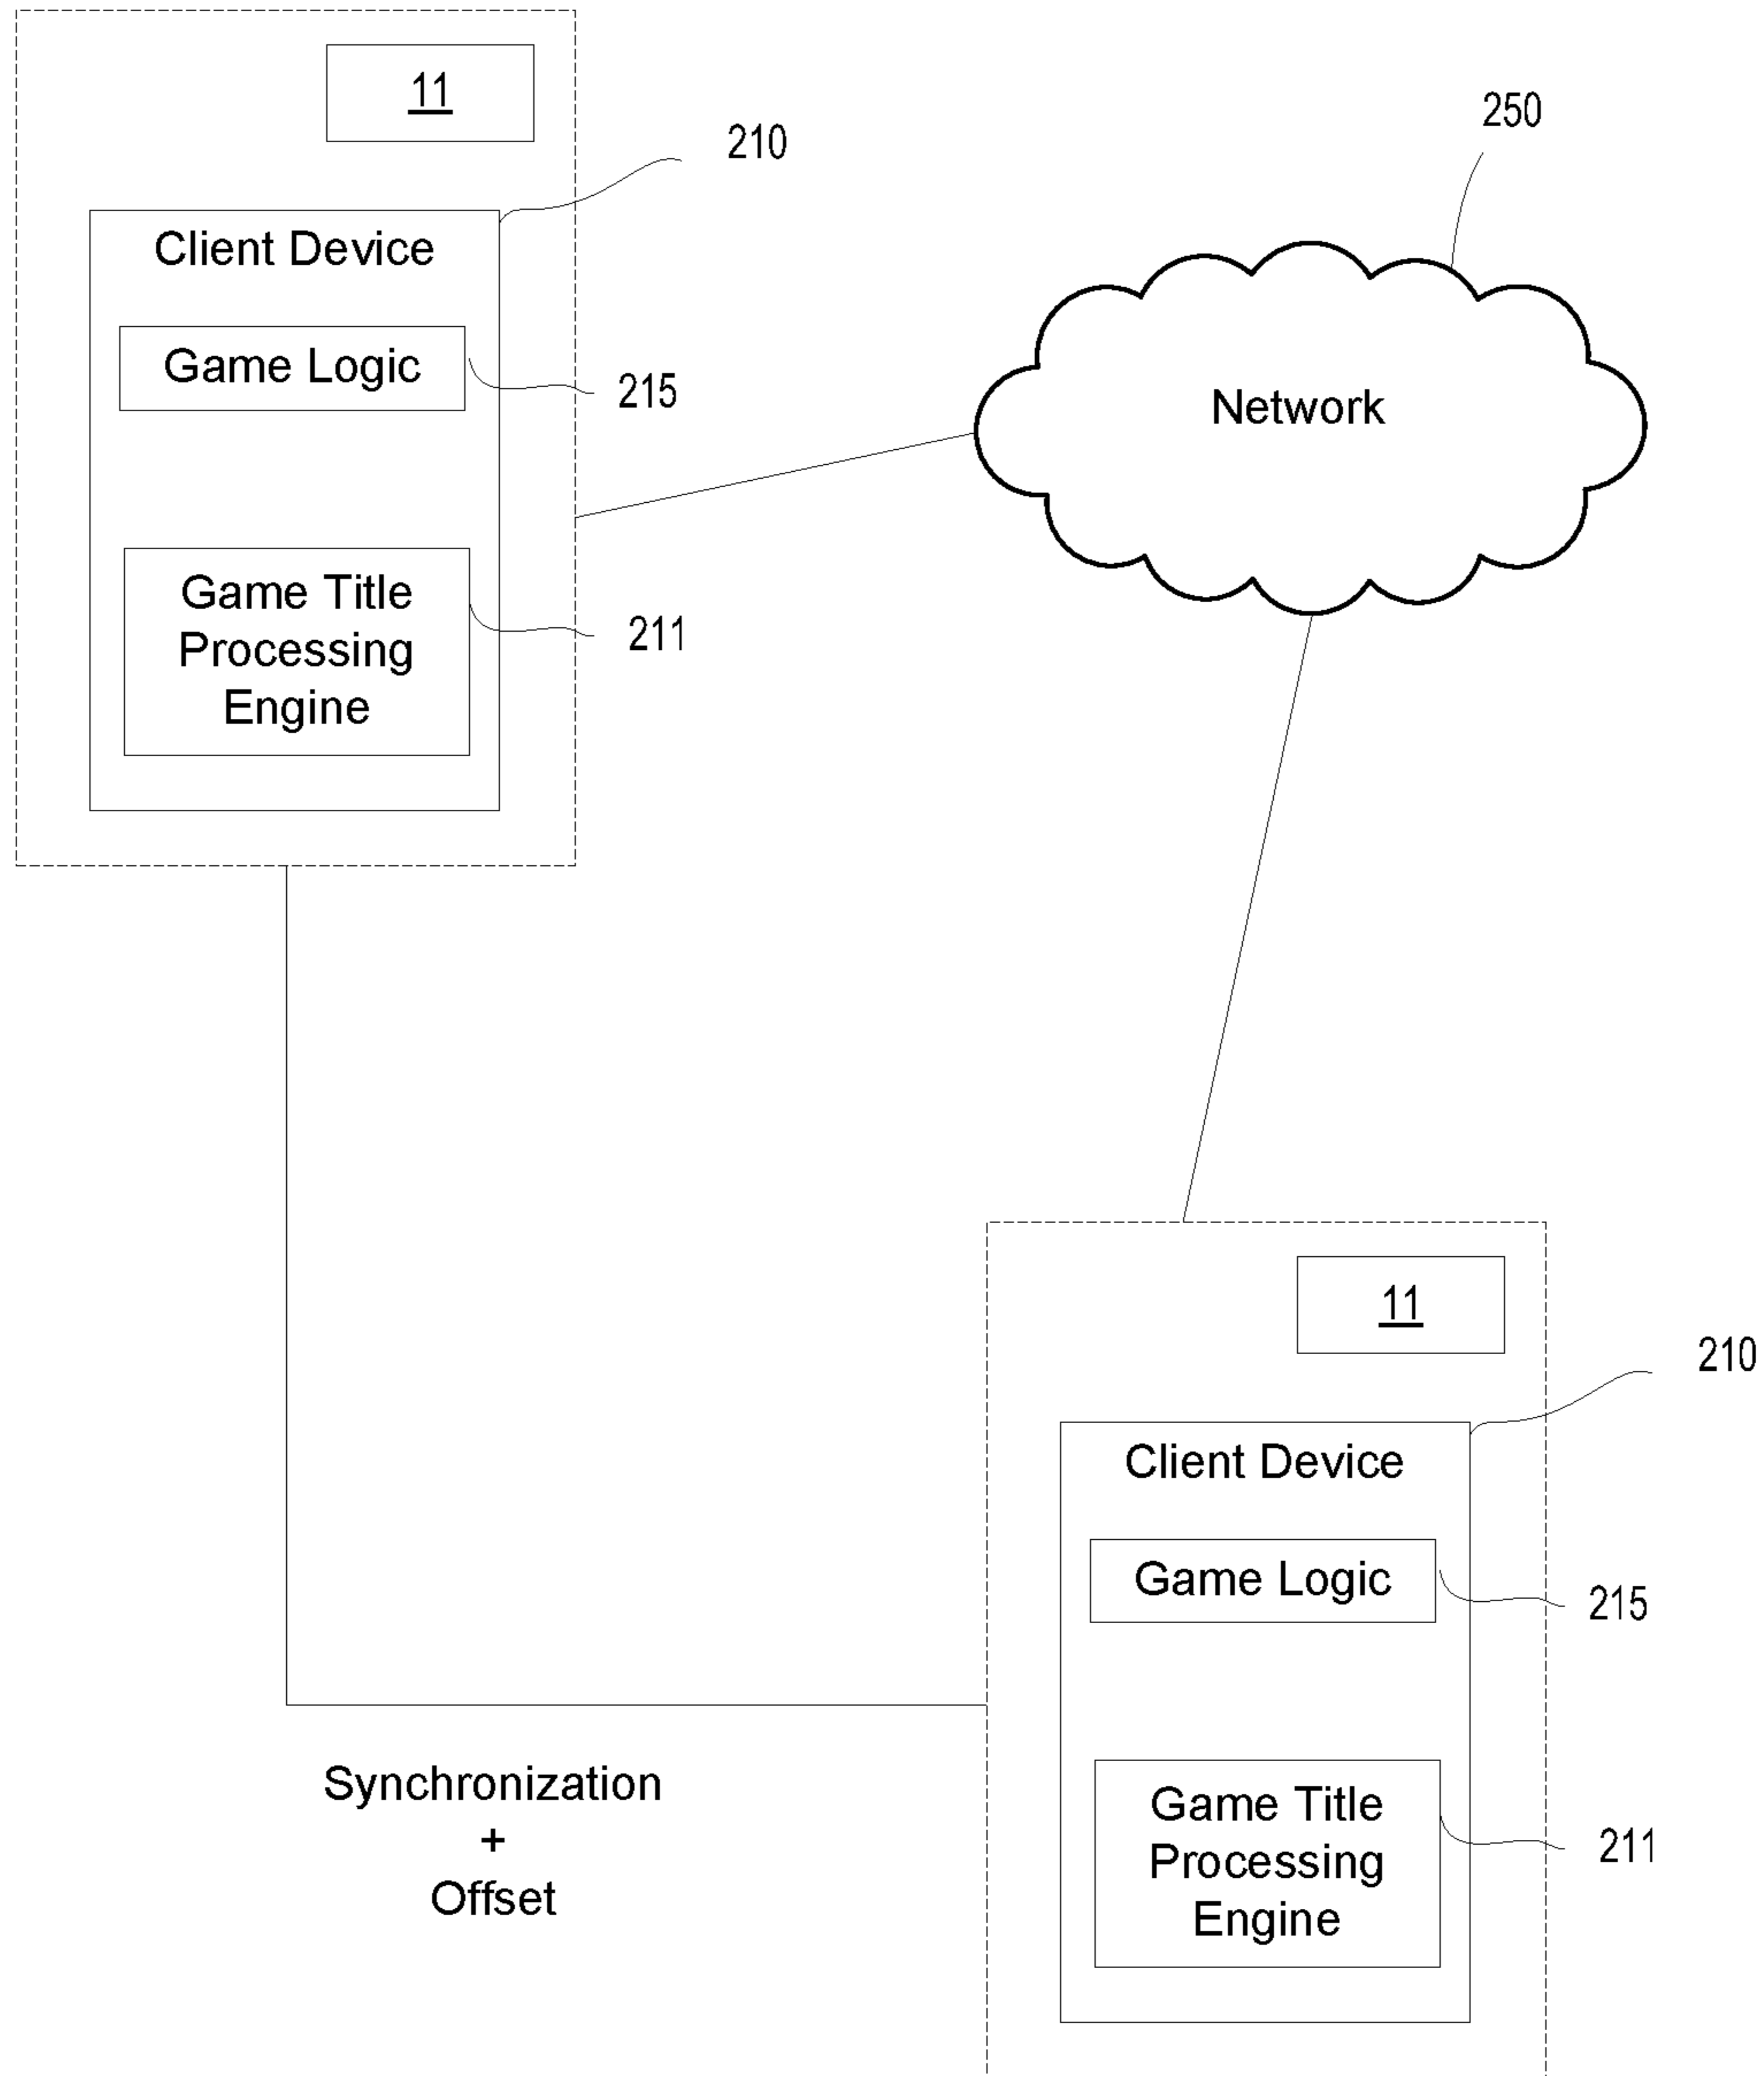 11
210
250
Client Device
Game Logic
215
Network
Game Title
Processing
Engine
211
11
210
Client Device
Game Logic
215
Synchronization
+
Offset
Game Title
Processing
Engine
211